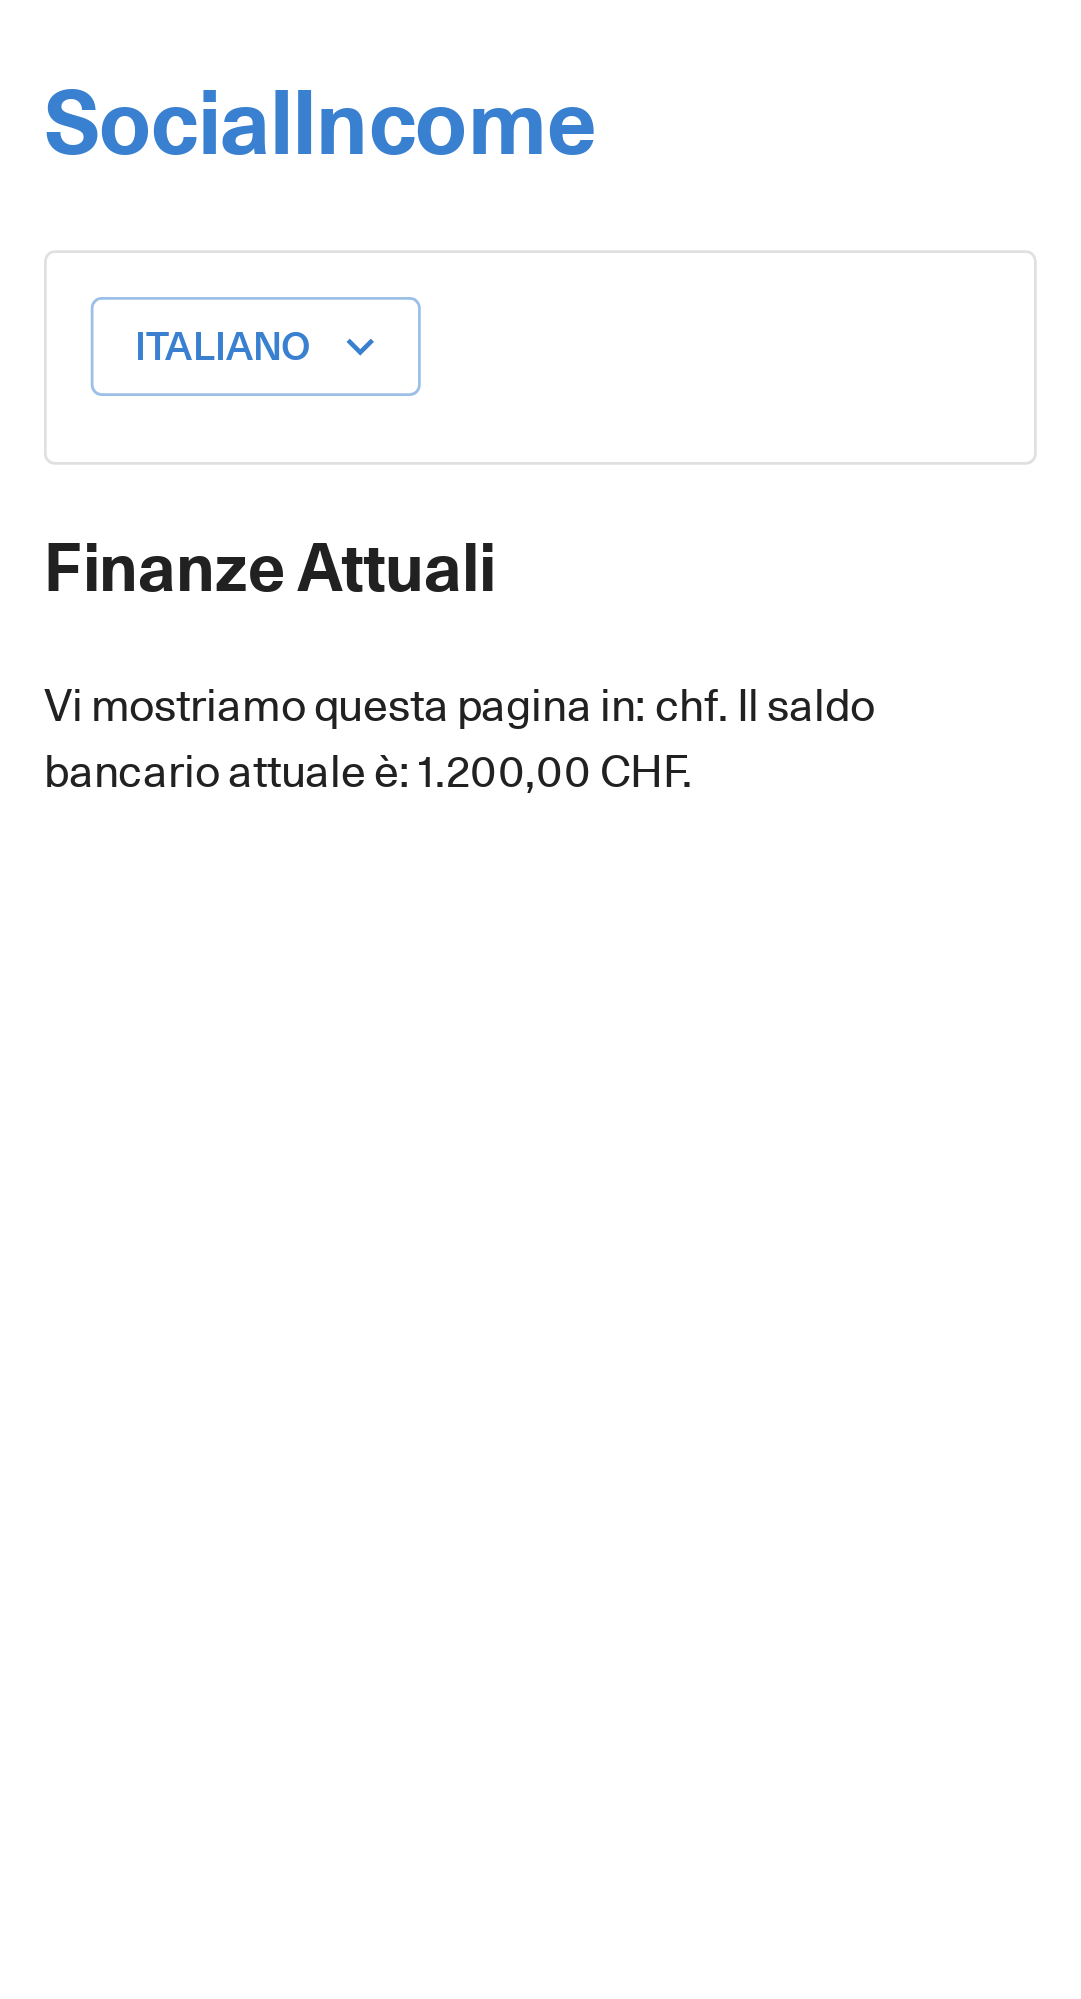 SocialIncome
ITALIANO
Finanze Attuali
Vi mostriamo questa pagina in: chf. Il saldo
bancario attuale è: 1.200,00 CHF.